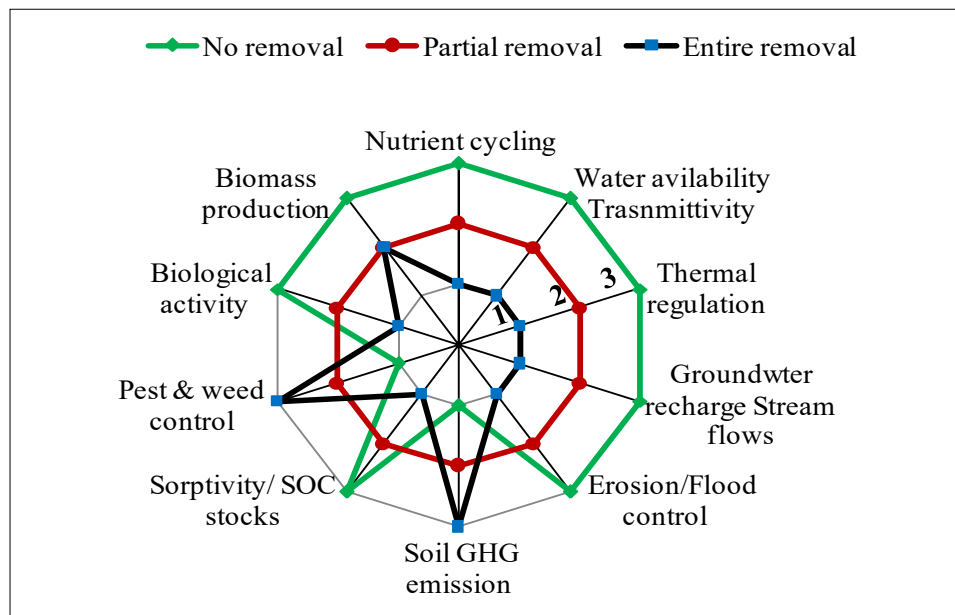 No removal
Partial removal
Entire removal
Nutrient cycling
Biomass
production
Water avilability
Trasnmittivity
Biological
activity
3
2
1
Thermal
regulation
Pest & weed
control
Groundwter
recharge Stream
flows
Sorptivity/ SOC
stocks
Erosion/Flood
control
Soil GHG
emission